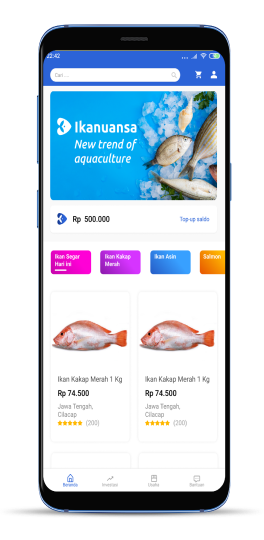 22:42
Cari ...
Ikanuansa
New trend of
aquaculture
Rp 500.000
Top-up saldo
Ikan Segar
Hari Ini
Ikan Kakap
Merah
Ikan Asin
Salmon
Ikan Kakap Merah 1 Kg
Rp 74.500
Jawa Tengah,
Cilacap
(200)
Ikan Kakap Merah 1 Kg
Rp 74.500
Jawa Tengah,
Cilacap
(200)
Beranda
Investasi
Usaha
Bantuan